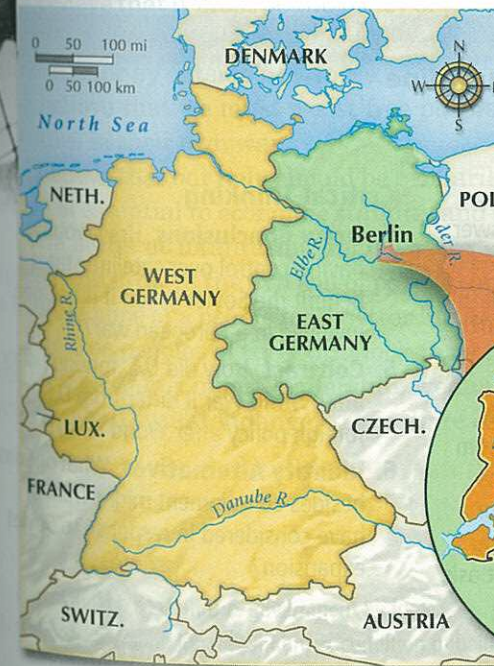 0 50 100 mi
0 50 100 km
DENMARK
N
W
S
North Sea
NETH.
Berlin
Oder R.
Elbe R.
WEST
GERMANY
Rhine R.
EAST
GERMANY
LUX.
CZECH.
FRANCE
Danube R.
SWITZ.
AUSTRIA